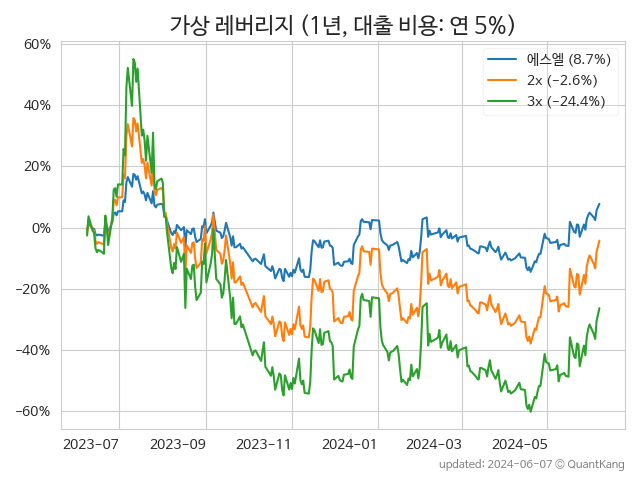 가상 레버리지 (1년, 대출 비용: 연 5%)
에스엘 (8.7%)
2x (−2.6%)
3x (−24.4%)
60%
40%
20%
0%
−20%
−40%
−60%
2023-07
2023-09
2023-11
2024-01
2024-03
2024-05
updated: 2024-06-07 © QuantKang